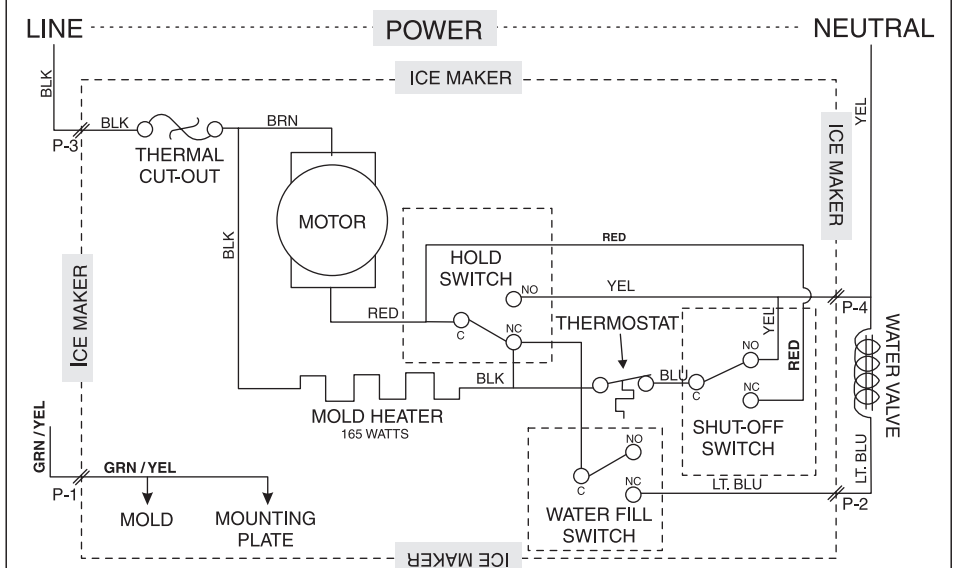 LINE
POWER
NEUTRAL
BLK
ICE MAKER
YEL
P-3
BLK
THERMAL
CUT-OUT
BRN
MOTOR
BLK
ICE MAKER
ICE MAKER
HOLD
SWITCH
RED
NO
YEL
RED
C
NC
P-4
THERMOSTAT
YEL
RED
NO
BLU
C
NC
SHUT-OFF
SWITCH
WATER VALVE
BLK
MOLD HEATER
165 WATTS
GRN / YEL
GRN / YEL
P-1
MOLD
MOUNTING
PLATE
NO
C
NC
LT. BLU
LT. BLU
P-2
WATER FILL
SWITCH
ICE MAKER